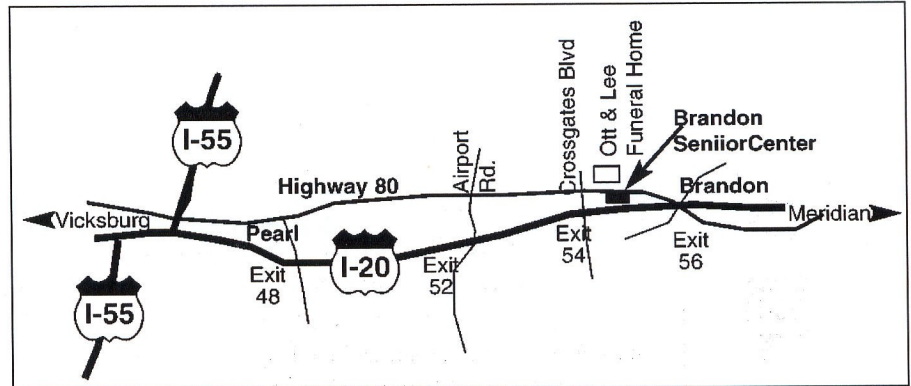 I-55
Crossgates Blvd
Ott & Lee
Funeral Home
Brandon
SeniiorCenter
Airport
Rd.
Highway 80
Brandon
Vicksburg
Meridian
Pearl
I-20
Exit
48
Exit
52
Exit
54
Exit
56
I-55